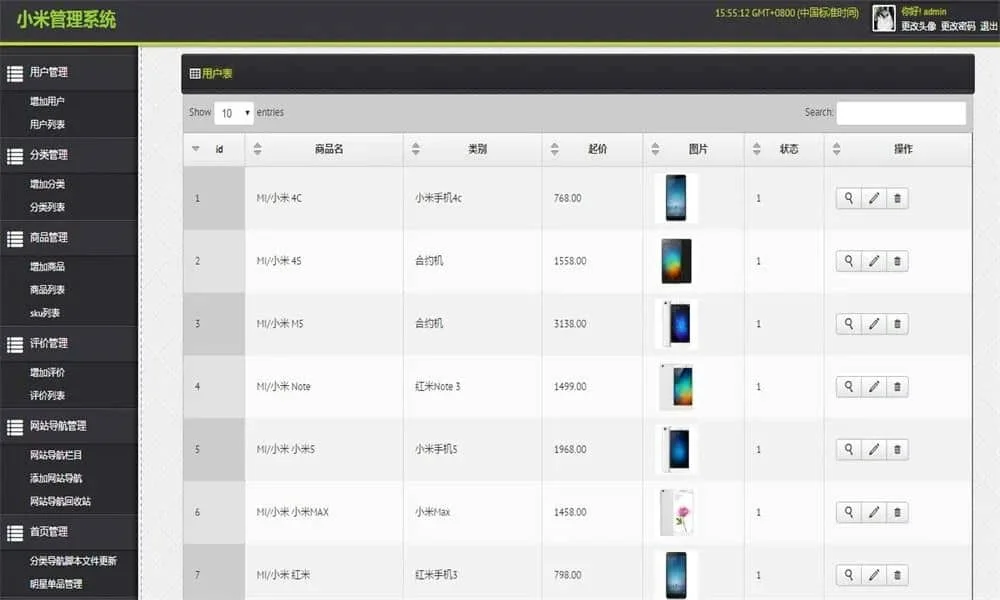 小米管理系统
15:55:12 GMT+0800 (中国标准时间)
你好! admin
更改头像 更改密码 退出
用户管理
增加用户
用户列表
分类管理
增加分类
分类列表
商品管理
增加商品
商品列表
sku列表
评价管理
增加评价
评价列表
网站导航管理
网站导航栏目
添加网站导航
网站导航回收站
首页管理
分类导航脚本文件更新
明星单品管理
用户表
Show 10 entries Search:
id 商品名 类别 起价 图片 状态 操作
1 MI/小米 4C 小米手机4c 768.00 1
2 MI/小米 4S 合约机 1558.00 1
3 MI/小米 M5 合约机 3138.00 1
4 MI/小米 Note 红米Note 3 1499.00 1
5 MI/小米 小米5 小米手机5 1968.00 1
6 MI/小米 小米MAX 小米Max 1458.00 1
7 MI/小米 红米 红米手机3 798.00 1